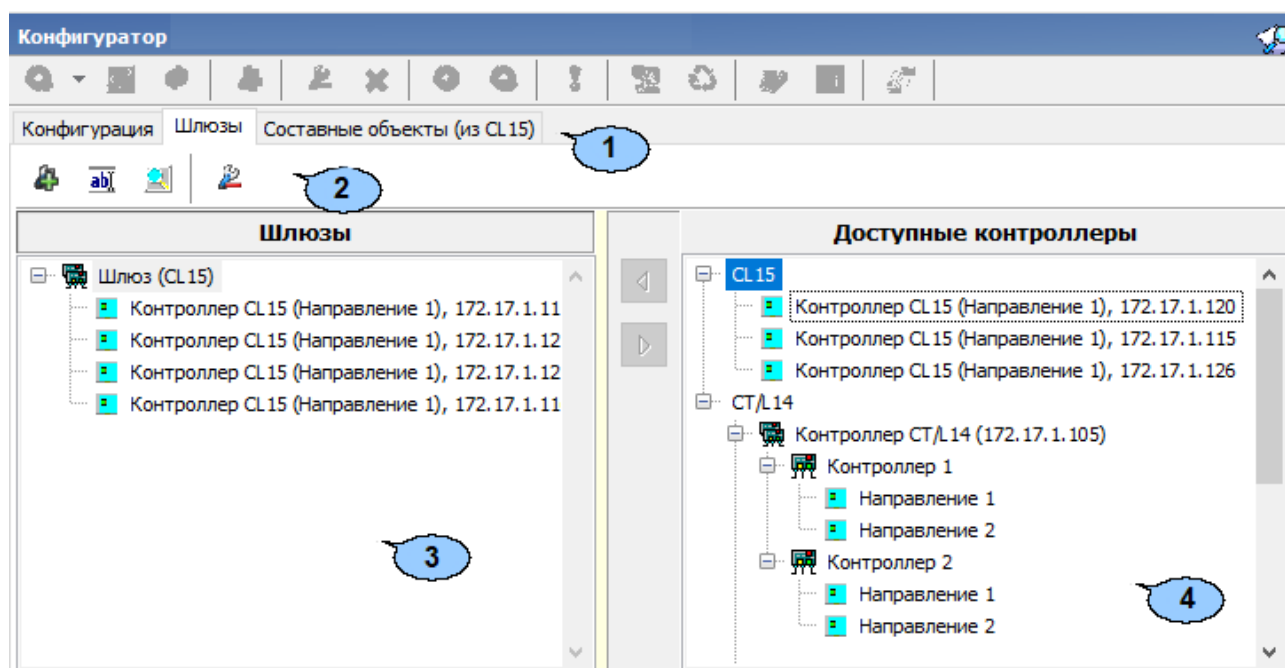 Конфигуратор
Конфигурация Шлюзы Составные объекты (из CL15)
1
ab
2
Шлюзы
Доступные контроллеры
Шлюз (CL15)
Контроллер CL15 (Направление 1), 172.17.1.11
Контроллер CL15 (Направление 1), 172.17.1.12
Контроллер CL15 (Направление 1), 172.17.1.12
Контроллер CL15 (Направление 1), 172.17.1.11
3
CL15
Контроллер CL15 (Направление 1), 172.17.1.120
Контроллер CL15 (Направление 1), 172.17.1.115
Контроллер CL15 (Направление 1), 172.17.1.126
CT/L14
Контроллер CT/L14 (172.17.1.105)
Контроллер 1
Направление 1
Направление 2
Контроллер 2
Направление 1
Направление 2
4